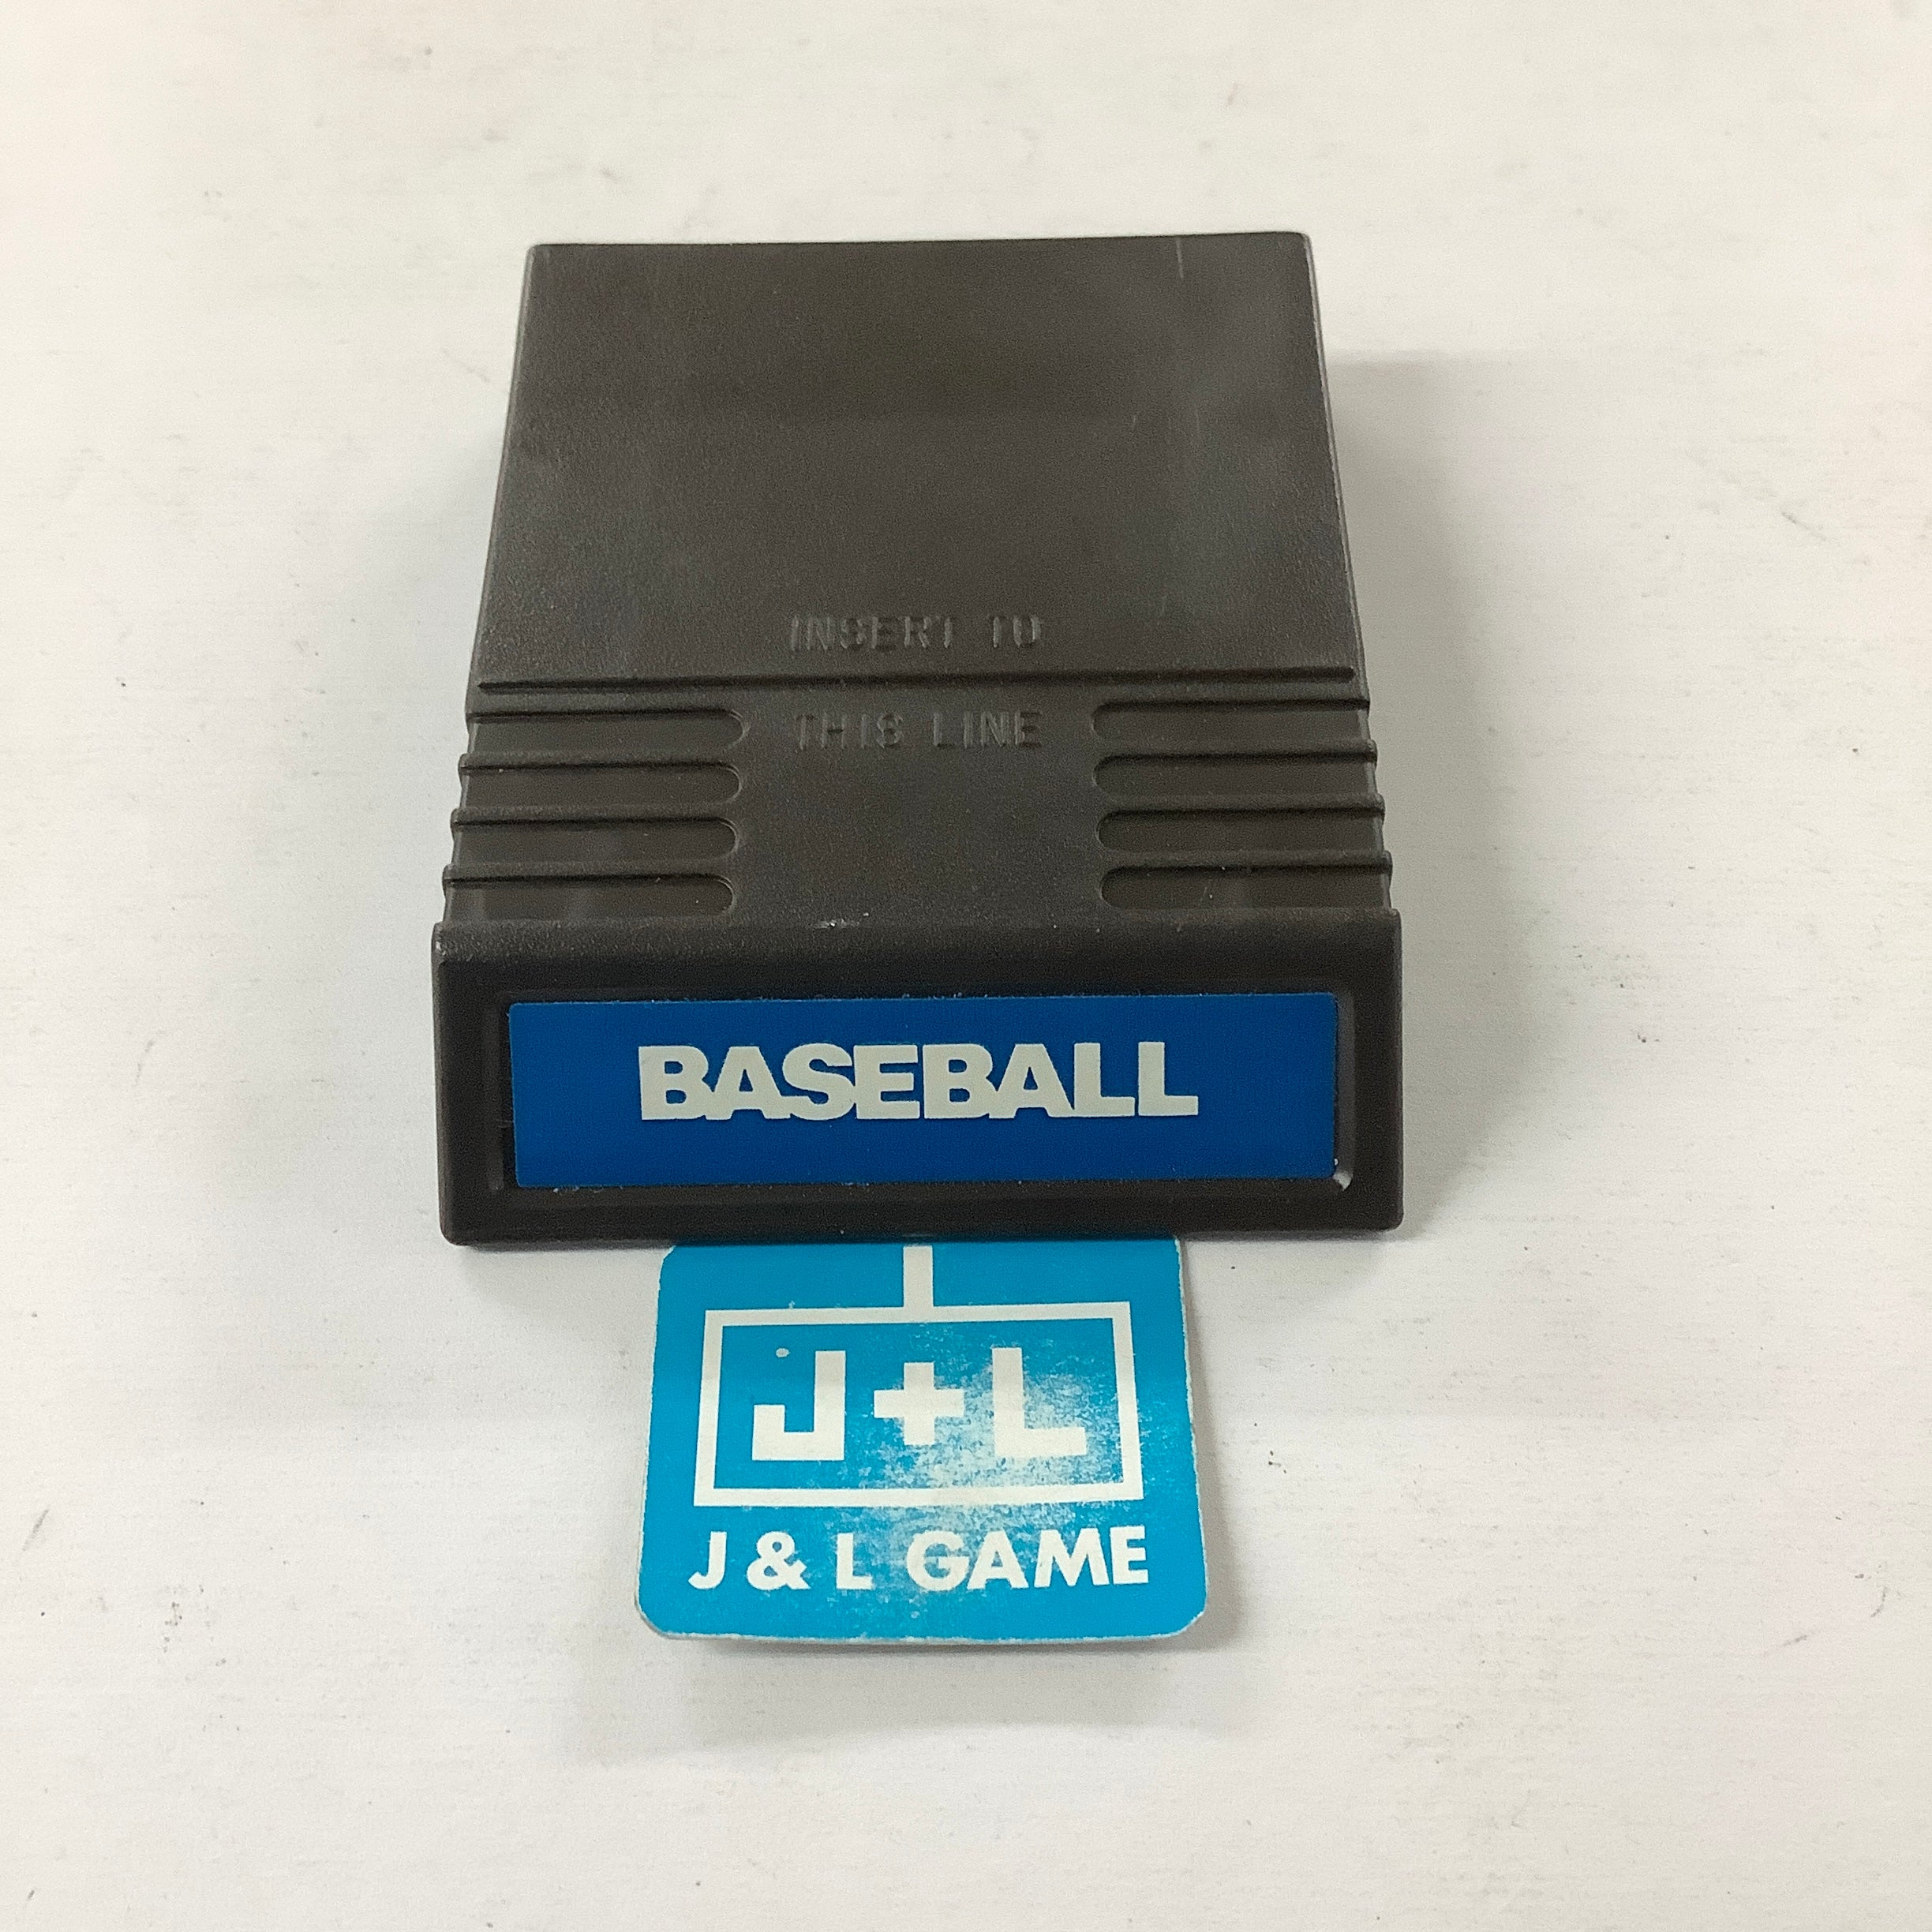 INSERT TO
THIS LINE
BASEBALL
J+L
J & L GAME